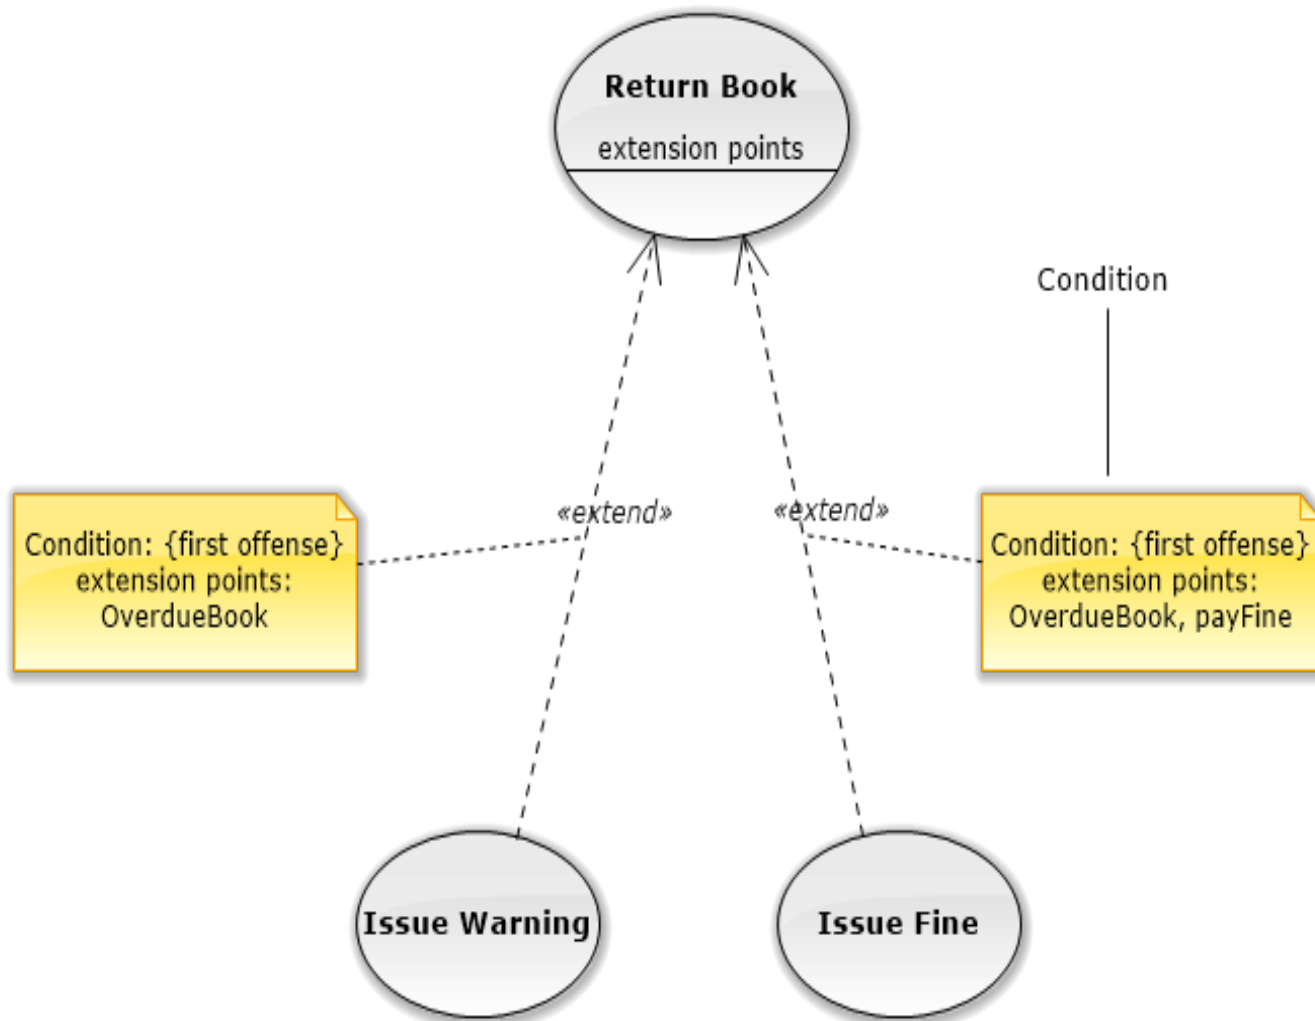 Return Book
extension points
Condition
«extend»
«extend»
Condition: {first offense}
extension points:
OverdueBook
Condition: {first offense}
extension points:
OverdueBook, payFine
Issue Warning
Issue Fine